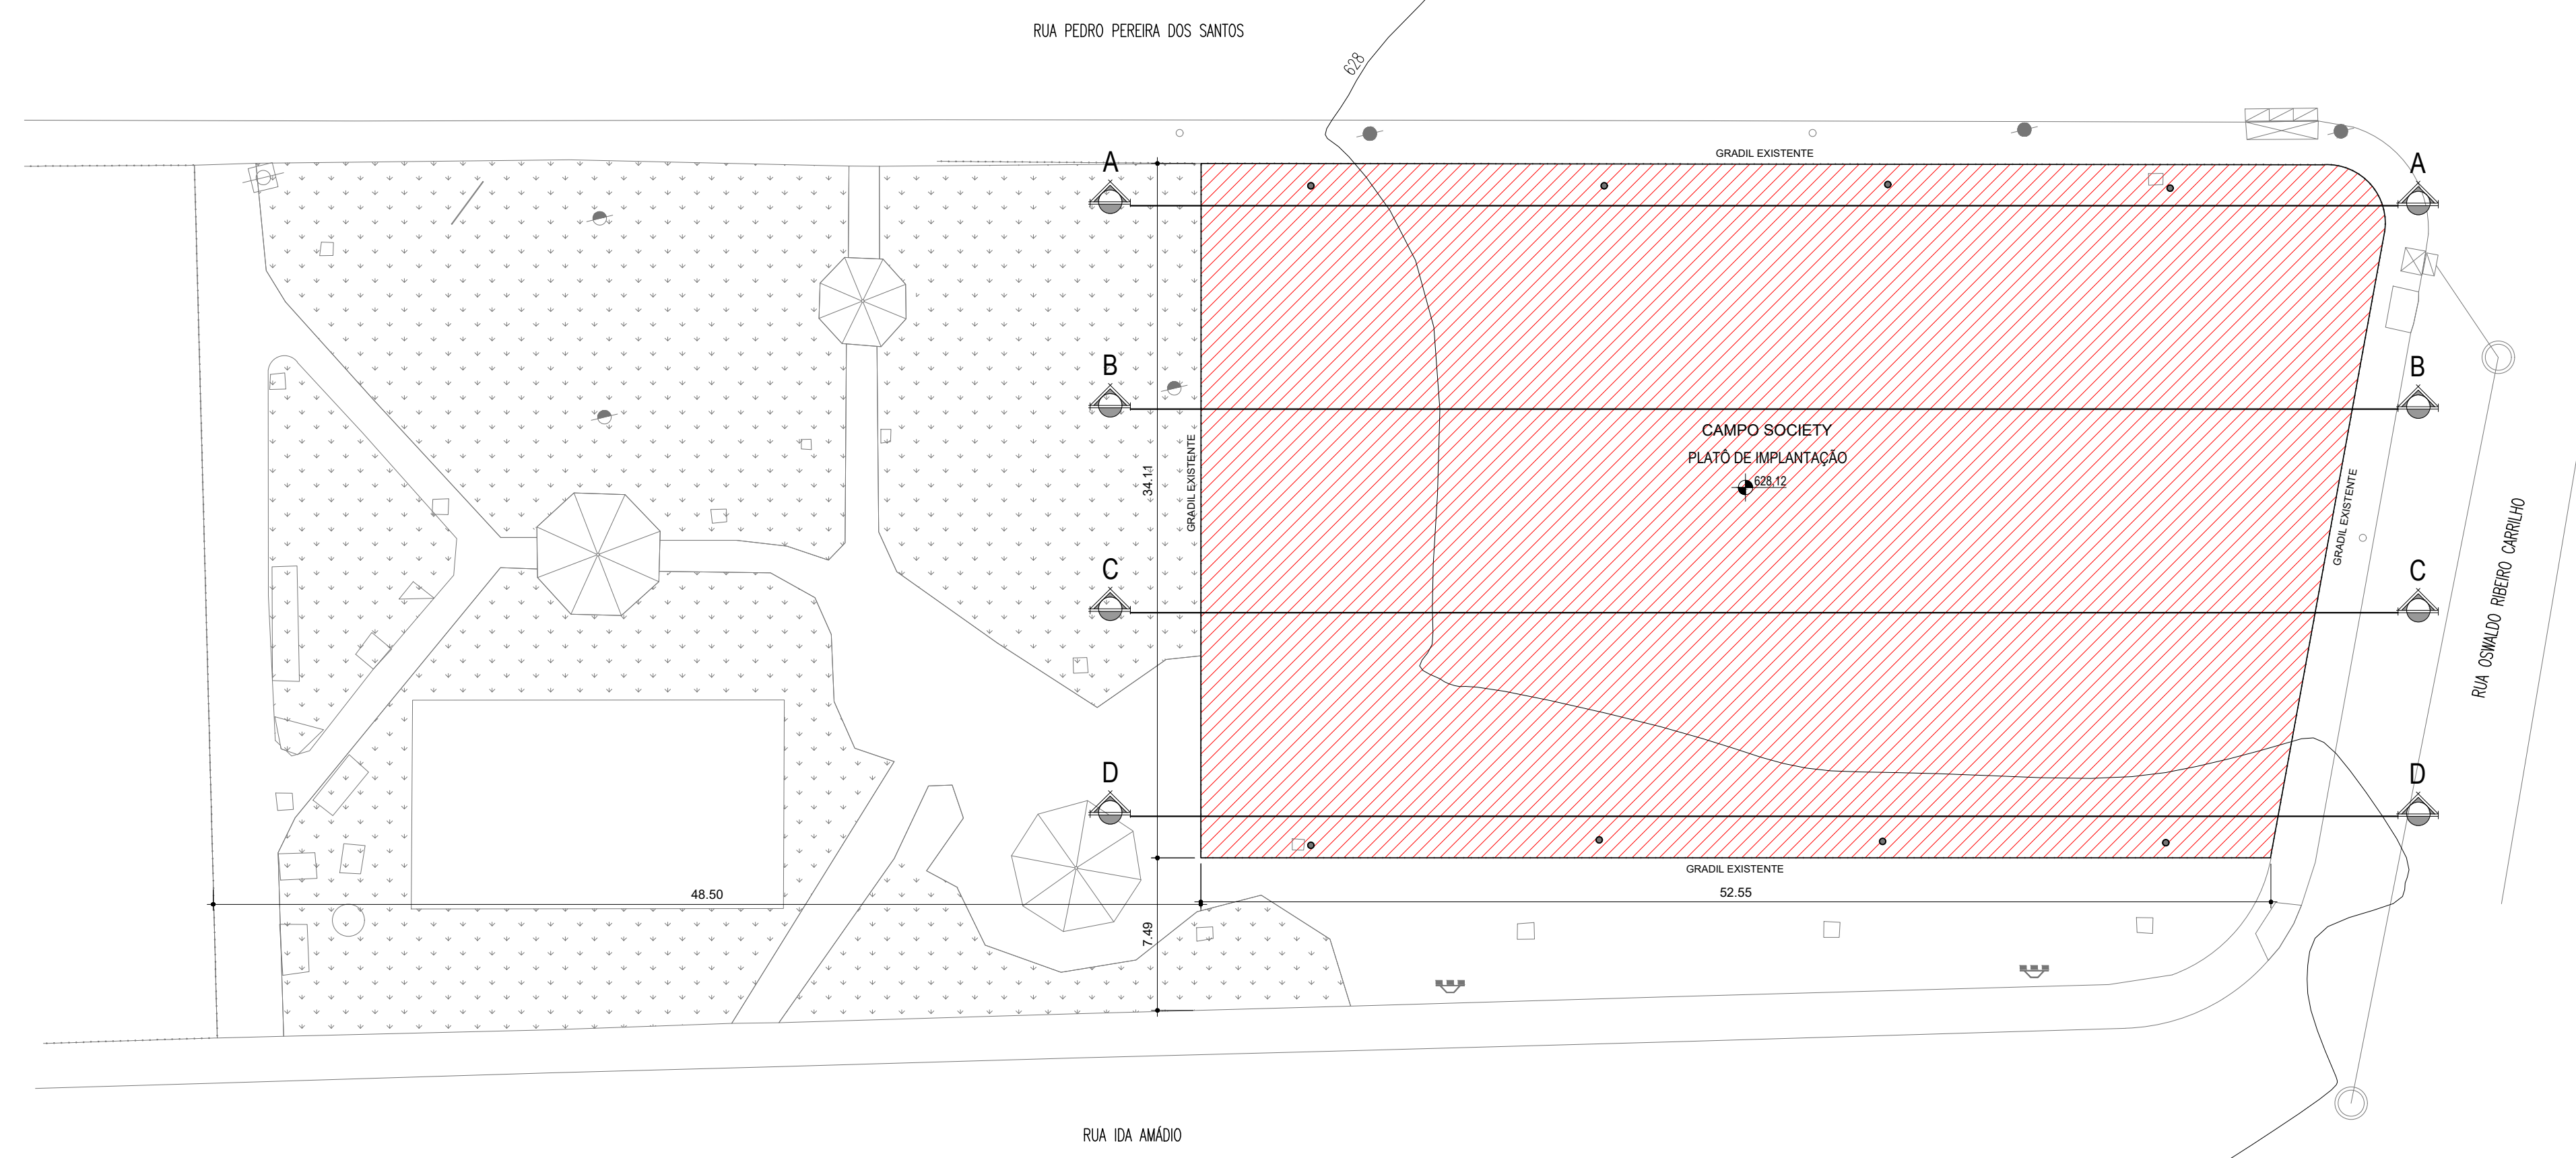 RUA PEDRO PEREIRA DOS SANTOS
628
GRADIL EXISTENTE
A
A
B
B
CAMPO SOCIETY
PLATÔ DE IMPLANTAÇÃO
628.12
34.11
GRADIL EXISTENTE
GRADIL EXISTENTE
RUA OSWALDO RIBEIRO CARRILHO
C
C
D
D
GRADIL EXISTENTE
48.50
52.55
7.49
RUA IDA AMÁDIO